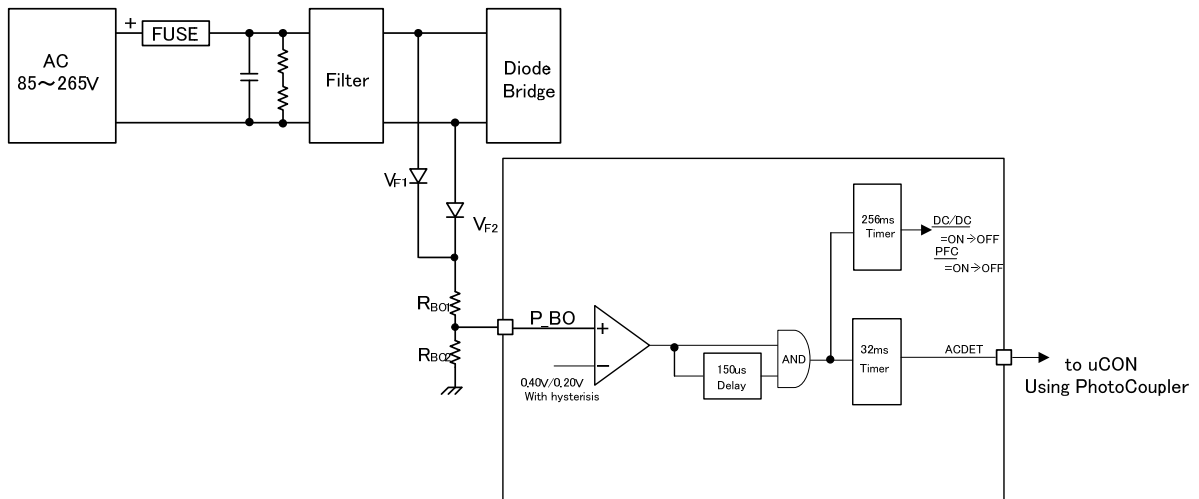 +
FUSE
AC
85～265V
Filter
Diode
Bridge
VF1
VF2
256ms
Timer
DC/DC
=ON→OFF
PFC
=ON→OFF
RBO1
P_BO
+
RBO2
−
0.40V/0.20V
With hysterisis
150us
Delay
AND
32ms
Timer
ACDET
to uCON
Using PhotoCoupler